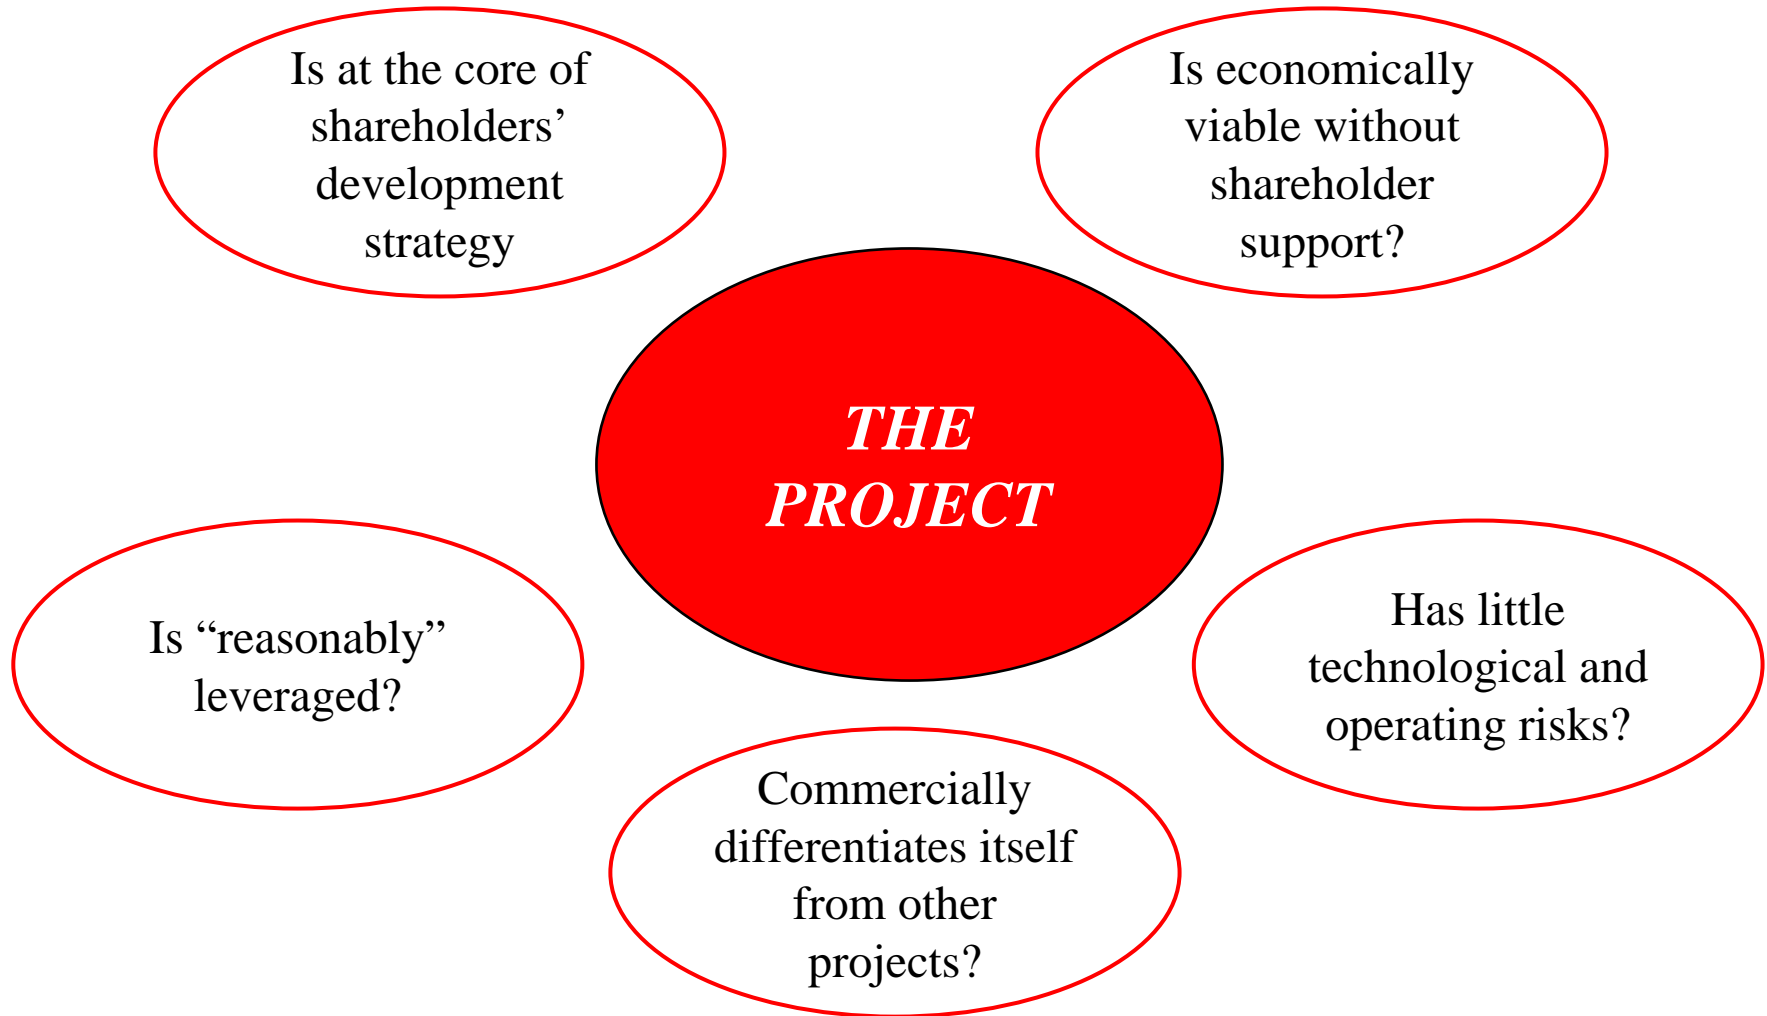 Is at the core of
shareholders’
development
strategy
Is economically
viable without
shareholder
support?
THE
PROJECT
Is “reasonably”
leveraged?
Has little
technological and
operating risks?
Commercially
differentiates itself
from other
projects?